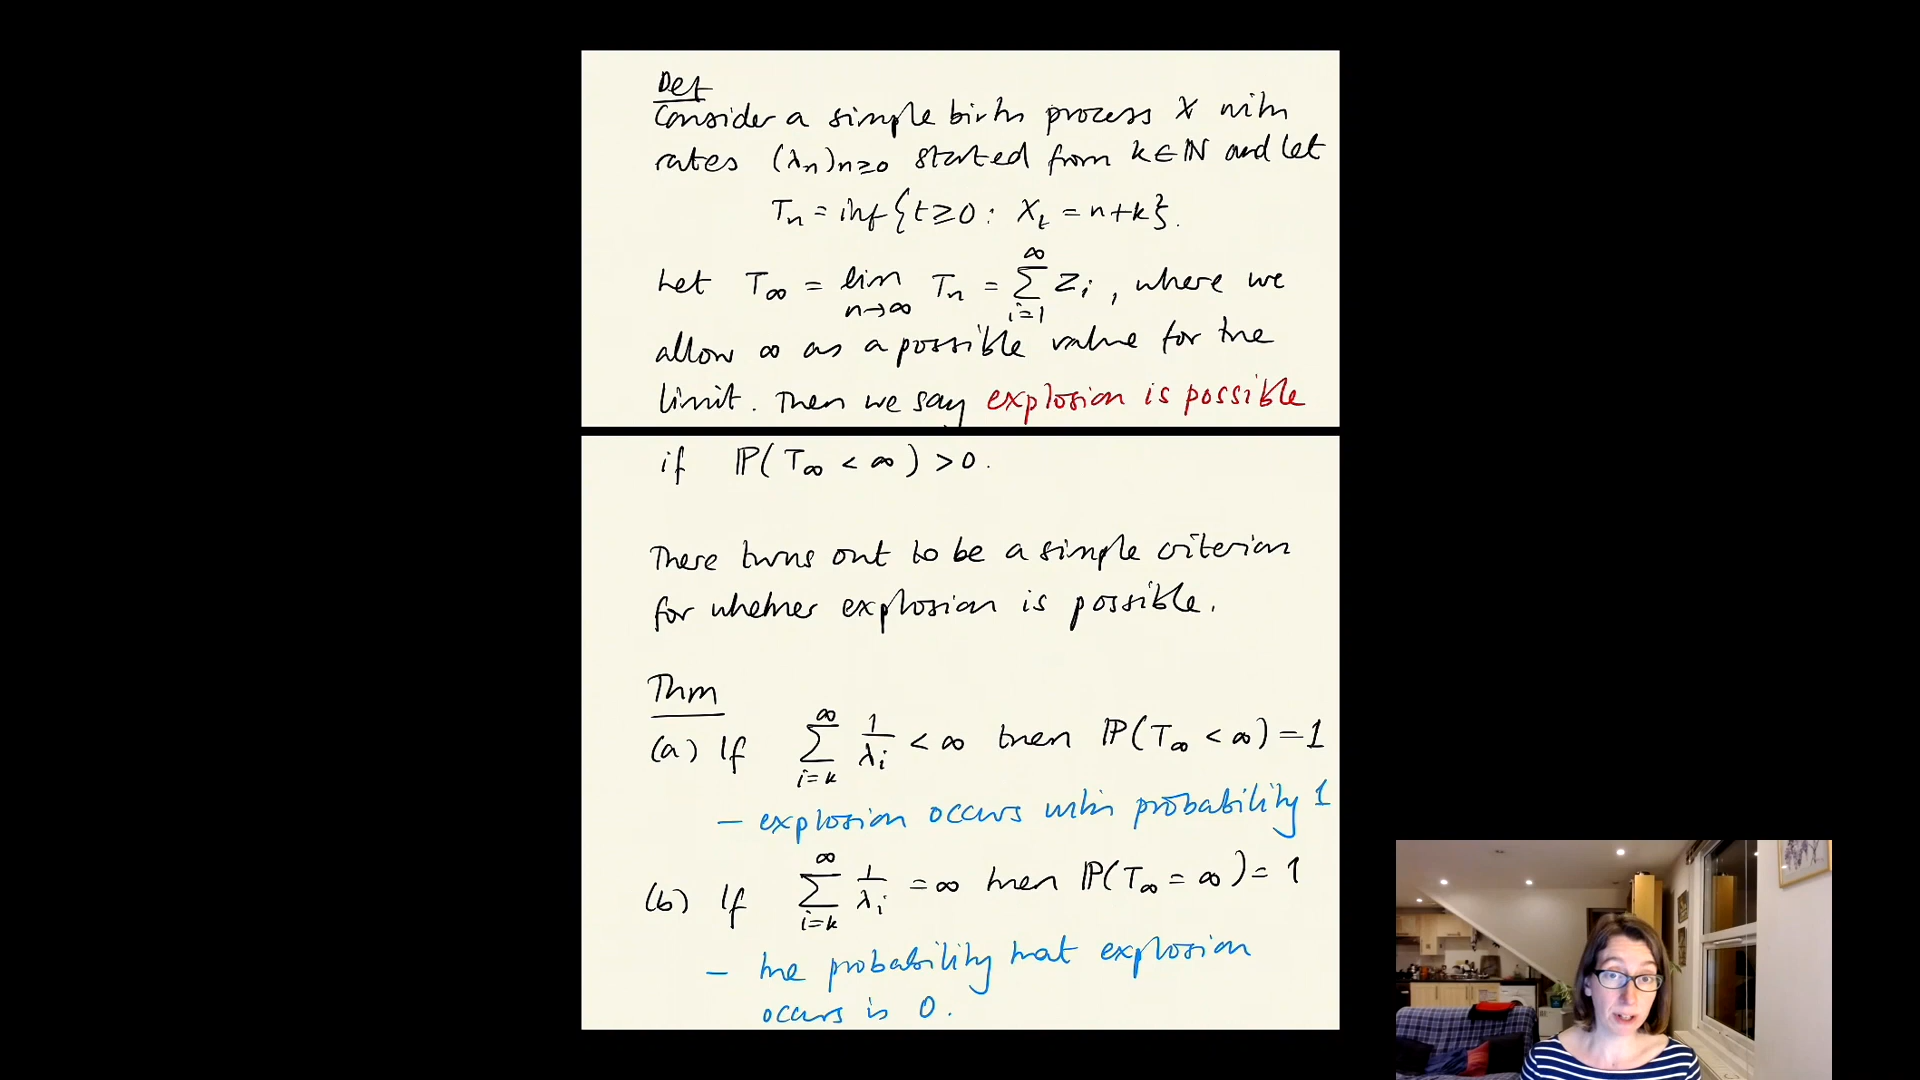 Def
Consider a simple birth process X with
rates (λₙ)ₙ≥₀ started from k∈ℕ and let
Tₙ = inf{t≥0 : Xₜ = n+k}.
Let T∞ = lim n→∞ Tₙ = ∑_{i=1}^{∞} Zᵢ, where we
allow ∞ as a possible value for the
limit. Then we say explosion is possible
if ℙ(T∞ < ∞) > 0.
There turns out to be a simple criterion
for whether explosion is possible.
Thm
(a) If ∑_{i=k}^{∞} 1/λᵢ < ∞ then ℙ(T∞ < ∞) = 1
– explosion occurs with probability 1
(b) If ∑_{i=k}^{∞} 1/λᵢ = ∞ then ℙ(T∞ = ∞) = 1
– the probability that explosion
occurs is 0.